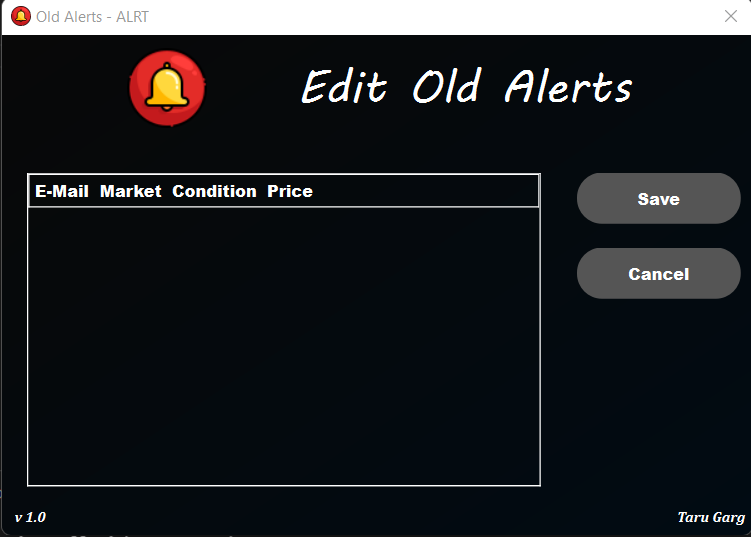 Old Alerts - ALRT
Edit Old Alerts
E-Mail Market Condition Price
Save
Cancel
v 1.0
Taru Garg